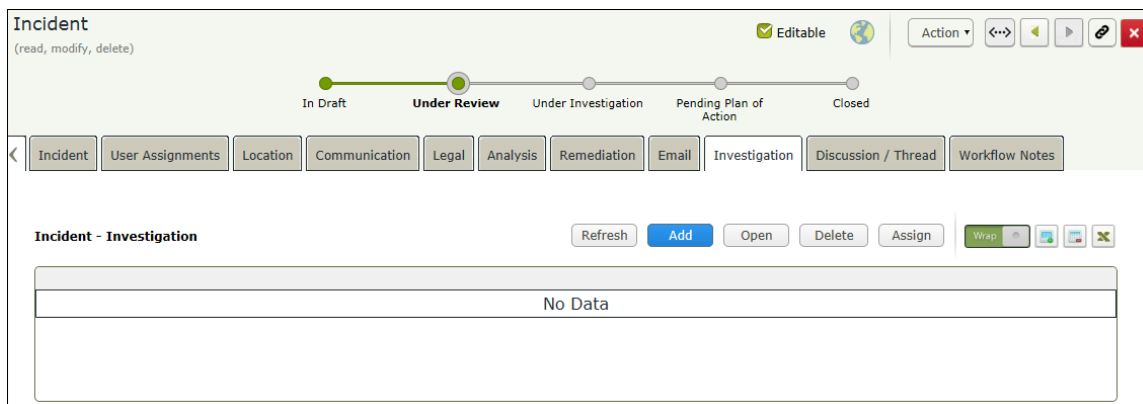 Incident
(read, modify, delete)
Editable
Action
In Draft
Under Review
Under Investigation
Pending Plan of
Action
Closed
Incident
User Assignments
Location
Communication
Legal
Analysis
Remediation
Email
Investigation
Discussion / Thread
Workflow Notes
Incident - Investigation
Refresh
Add
Open
Delete
Assign
Wrap
No Data